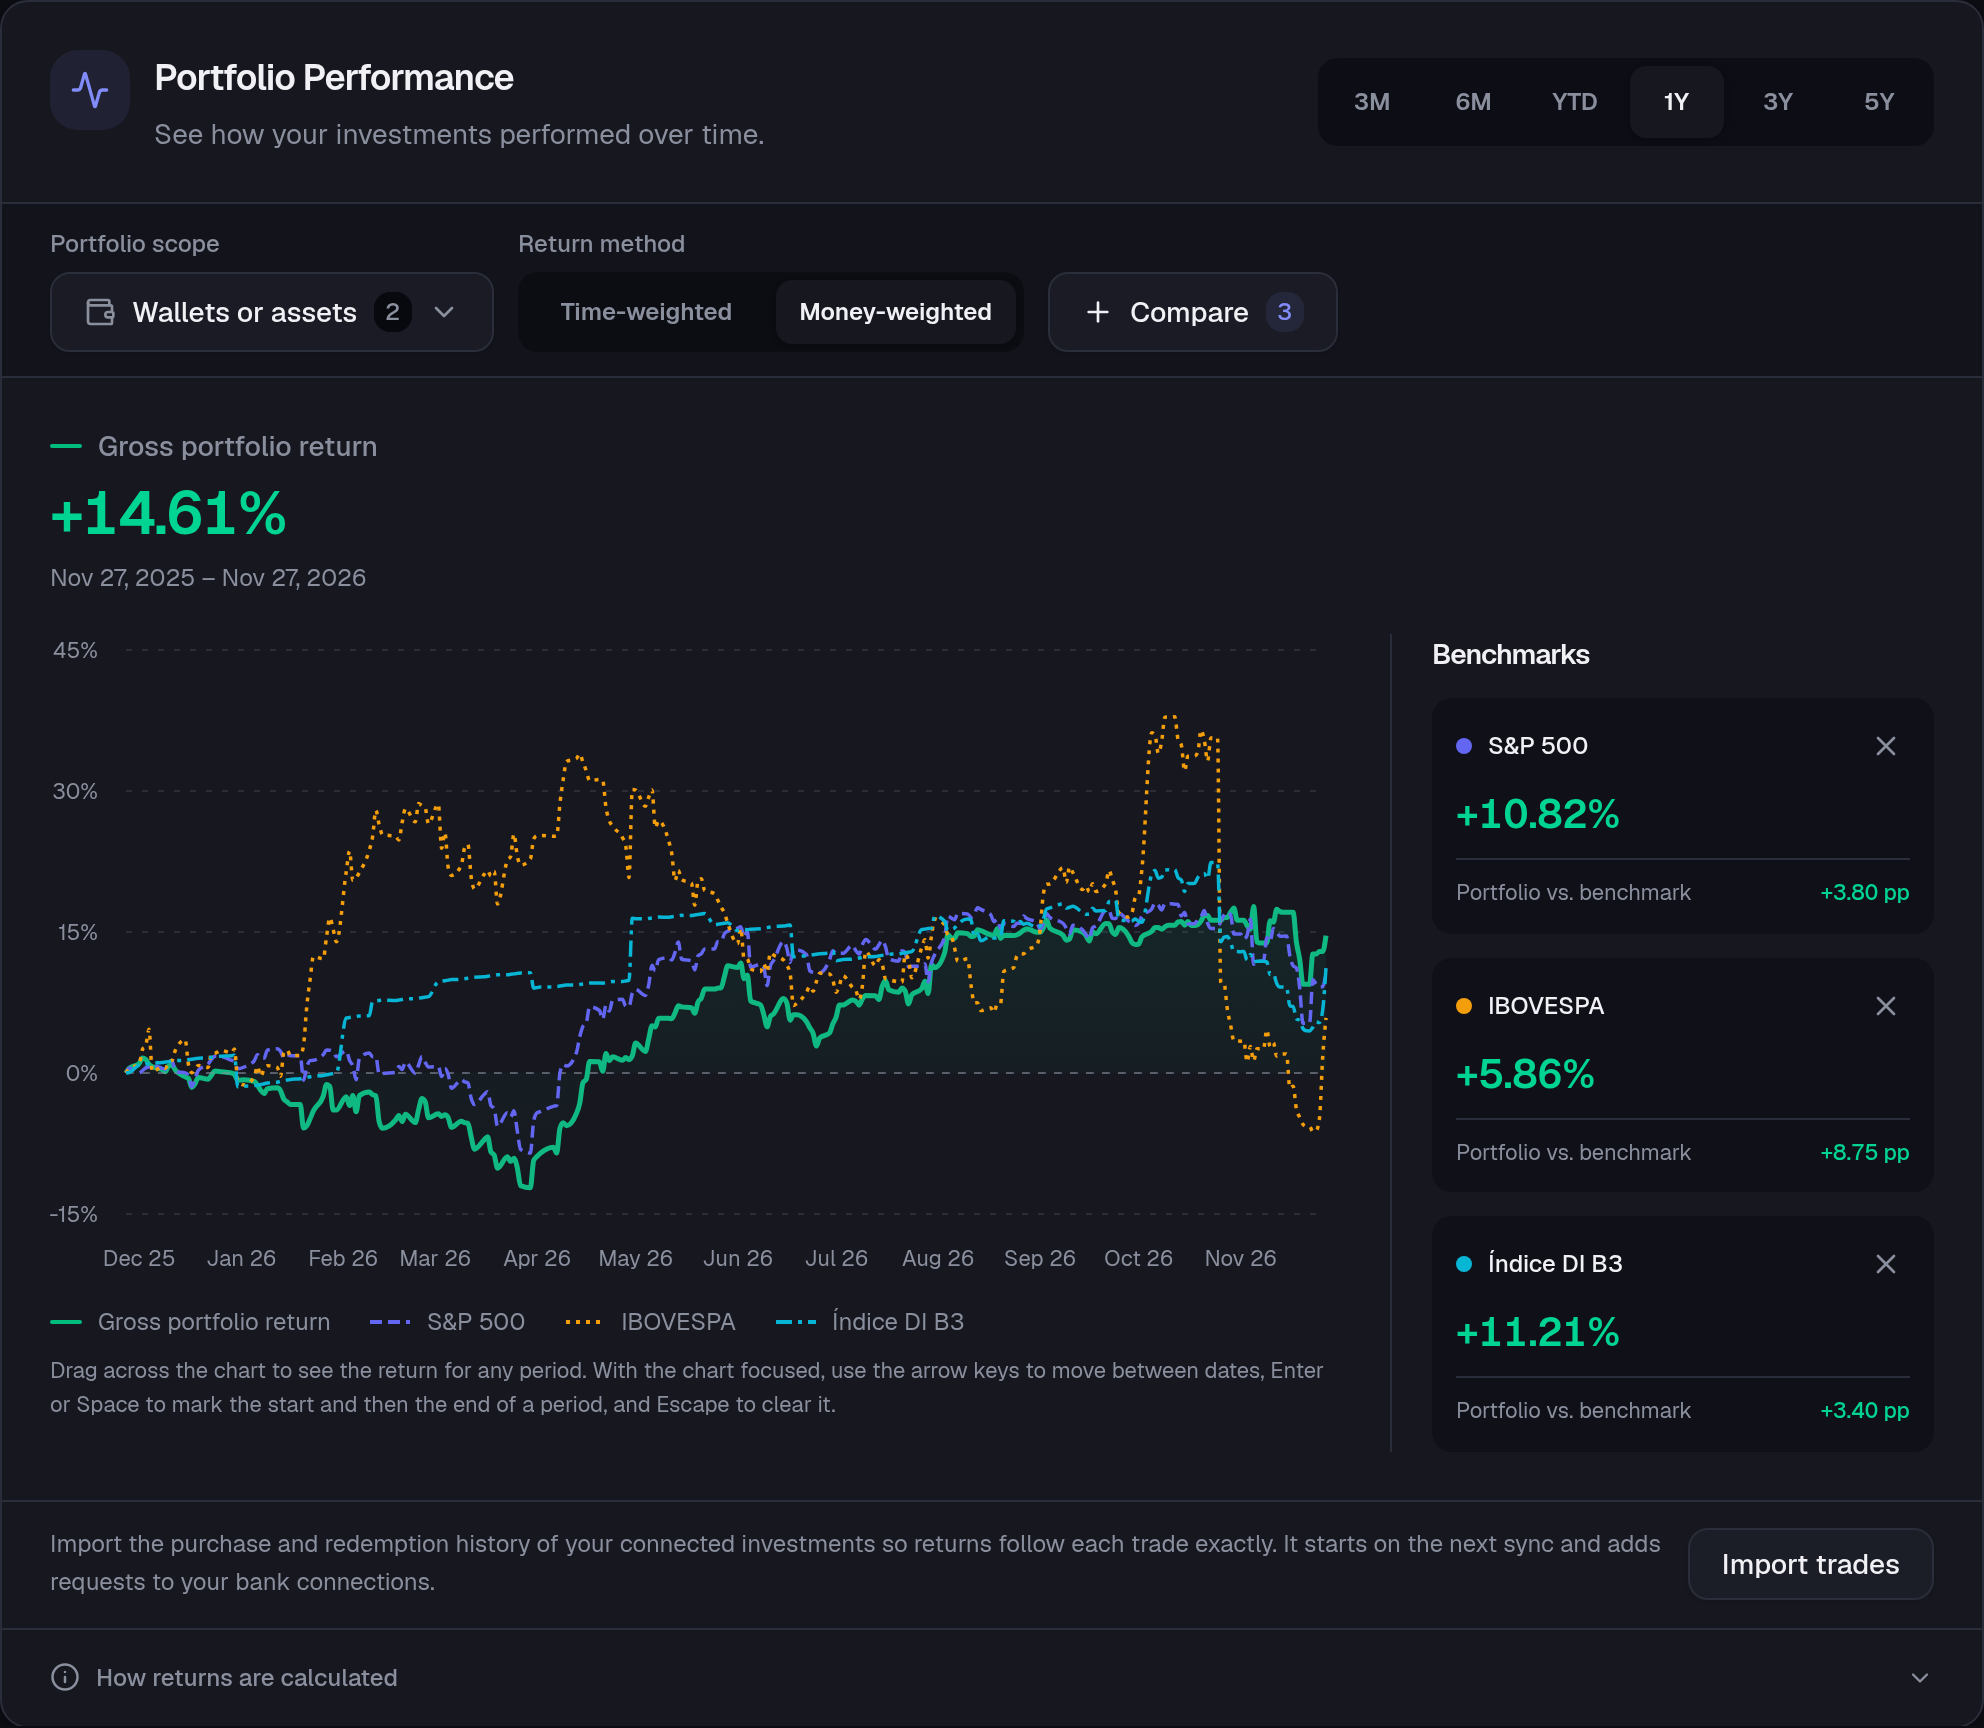 Portfolio Performance
See how your investments performed over time.
3M
6M
YTD
1Y
3Y
5Y
Portfolio scope
Wallets or assets 2
Return method
Time-weighted
Money-weighted
Compare 3
Gross portfolio return
+14.61%
Nov 27, 2025 – Nov 27, 2026
45%
30%
15%
0%
-15%
Dec 25
Jan 26
Feb 26
Mar 26
Apr 26
May 26
Jun 26
Jul 26
Aug 26
Sep 26
Oct 26
Nov 26
Gross portfolio return
S&P 500
IBOVESPA
Índice DI B3
Drag across the chart to see the return for any period. With the chart focused, use the arrow keys to move between dates, Enter
or Space to mark the start and then the end of a period, and Escape to clear it.
Benchmarks
S&P 500
+10.82%
Portfolio vs. benchmark +3.80 pp
IBOVESPA
+5.86%
Portfolio vs. benchmark +8.75 pp
Índice DI B3
+11.21%
Portfolio vs. benchmark +3.40 pp
Import the purchase and redemption history of your connected investments so returns follow each trade exactly. It starts on the next sync and adds
requests to your bank connections.
Import trades
How returns are calculated